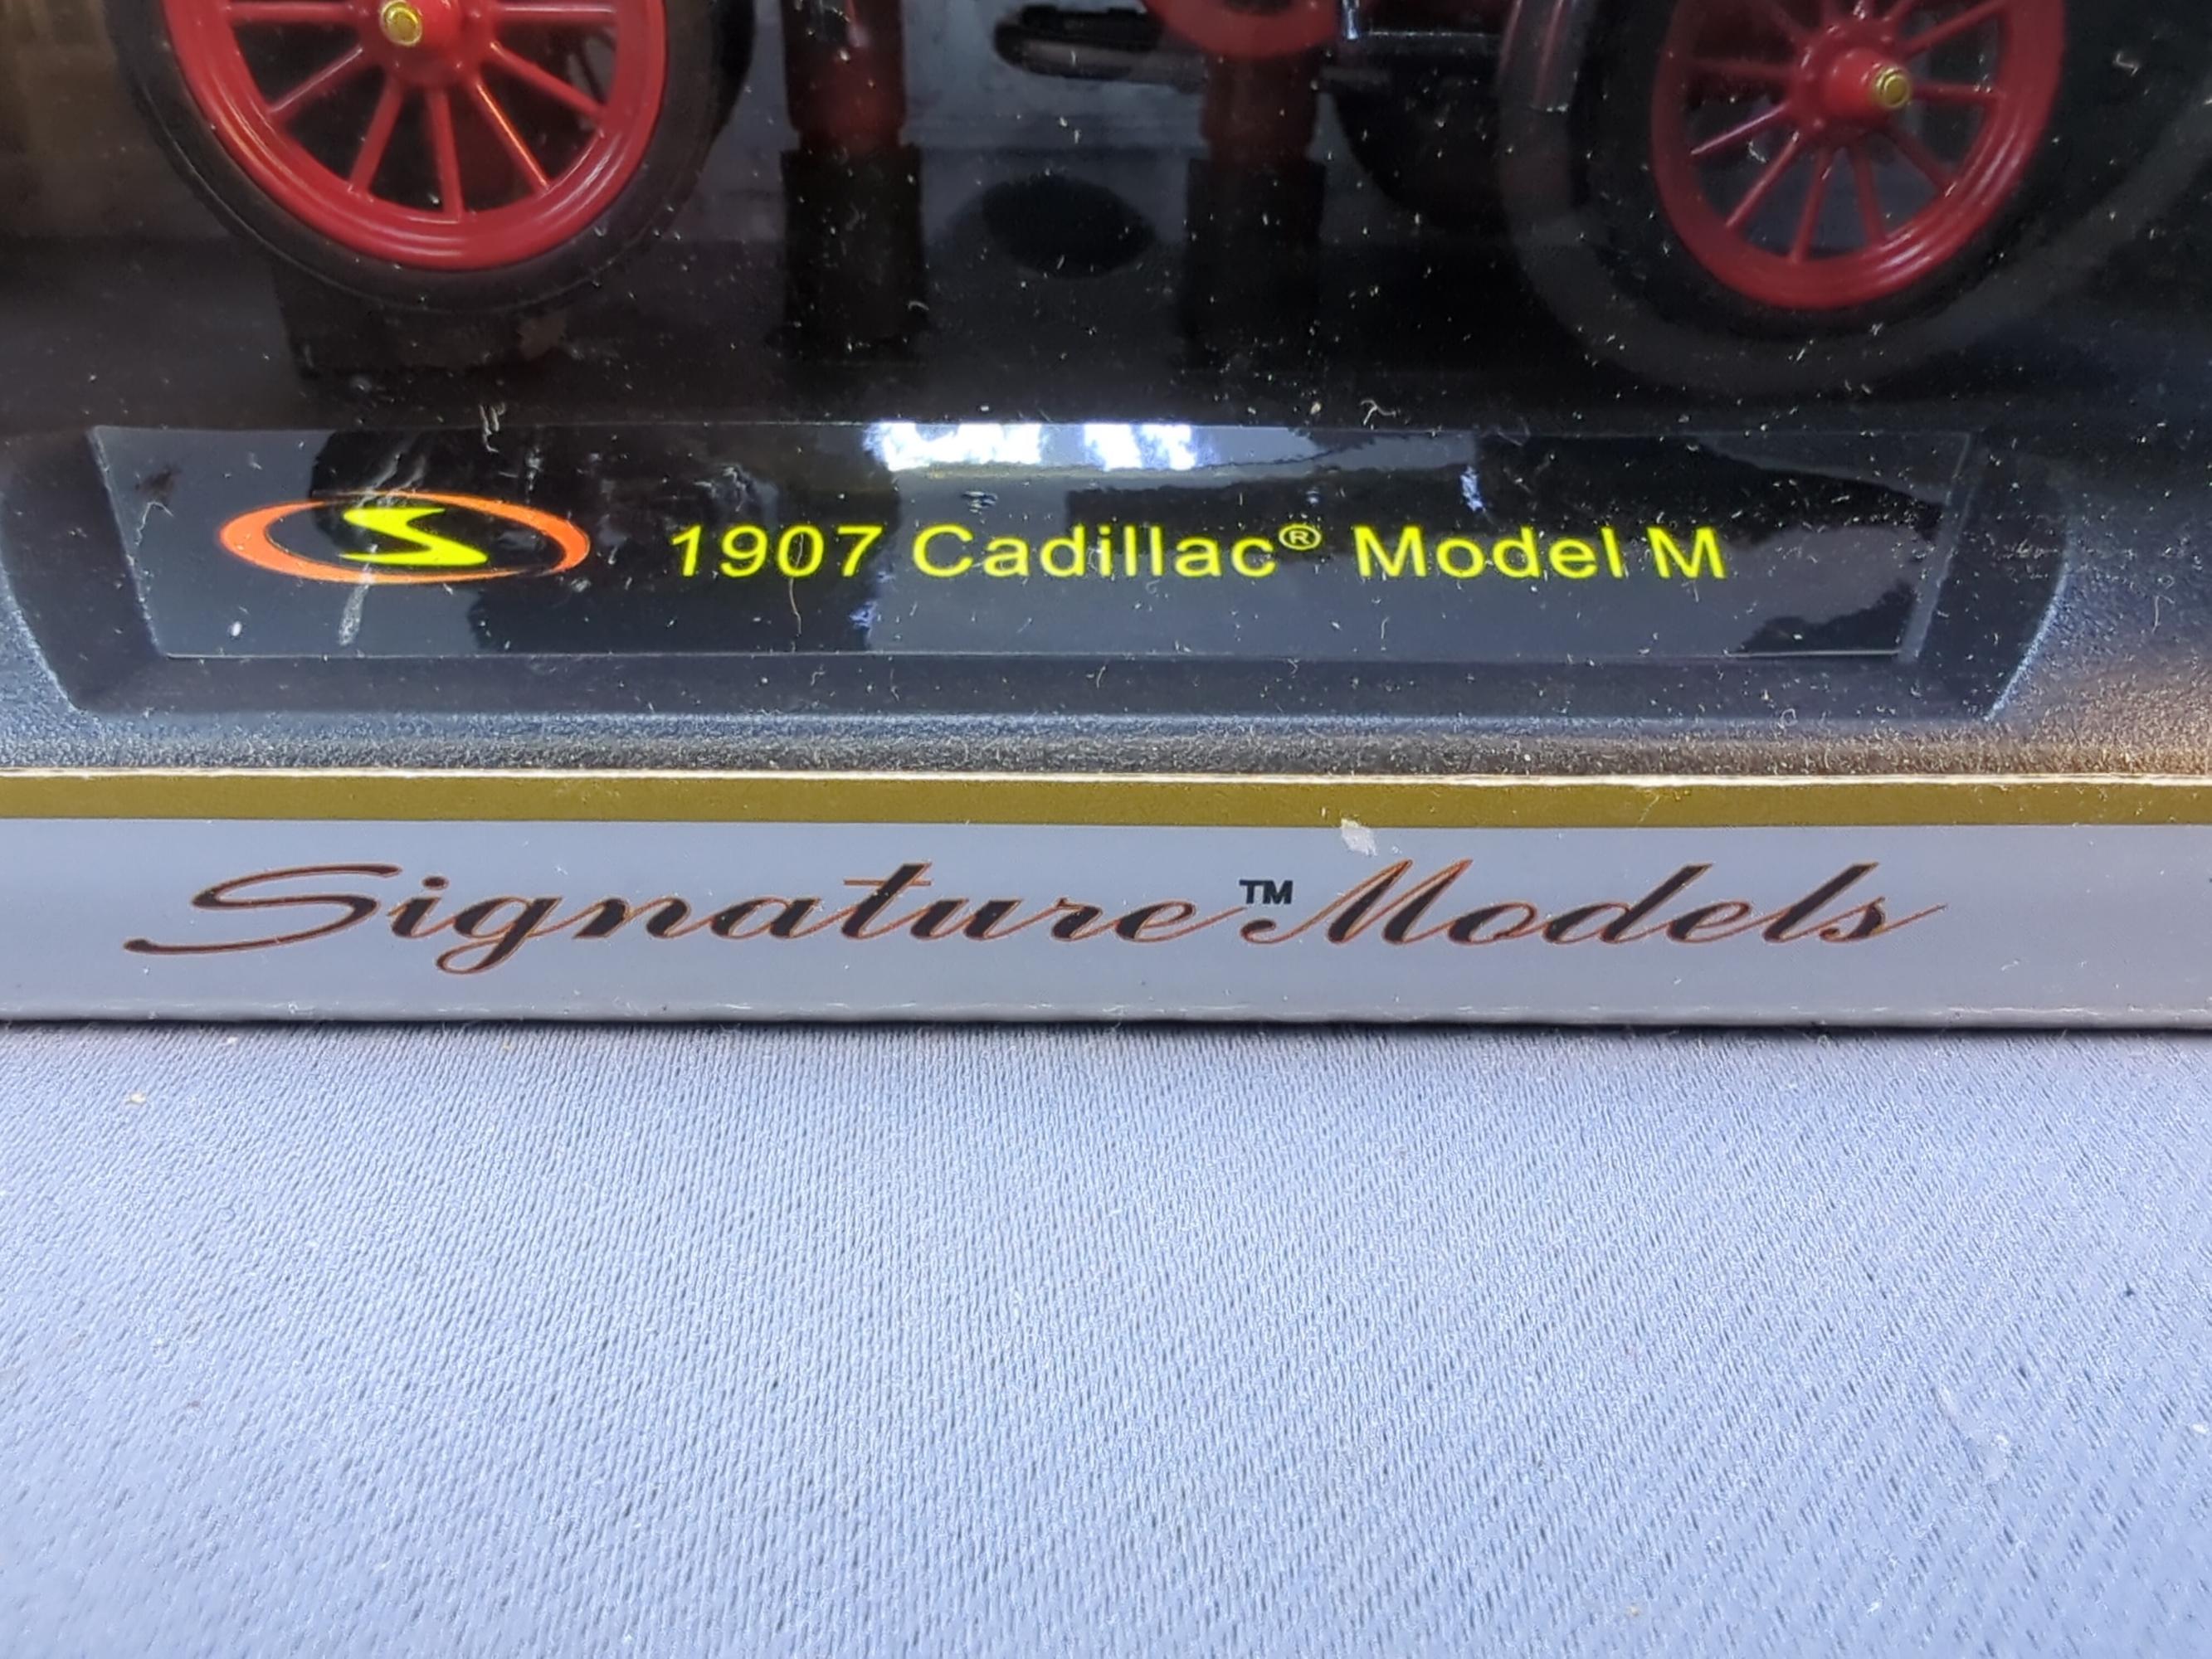 S 1907 Cadillac® Model M
Signature™ Models